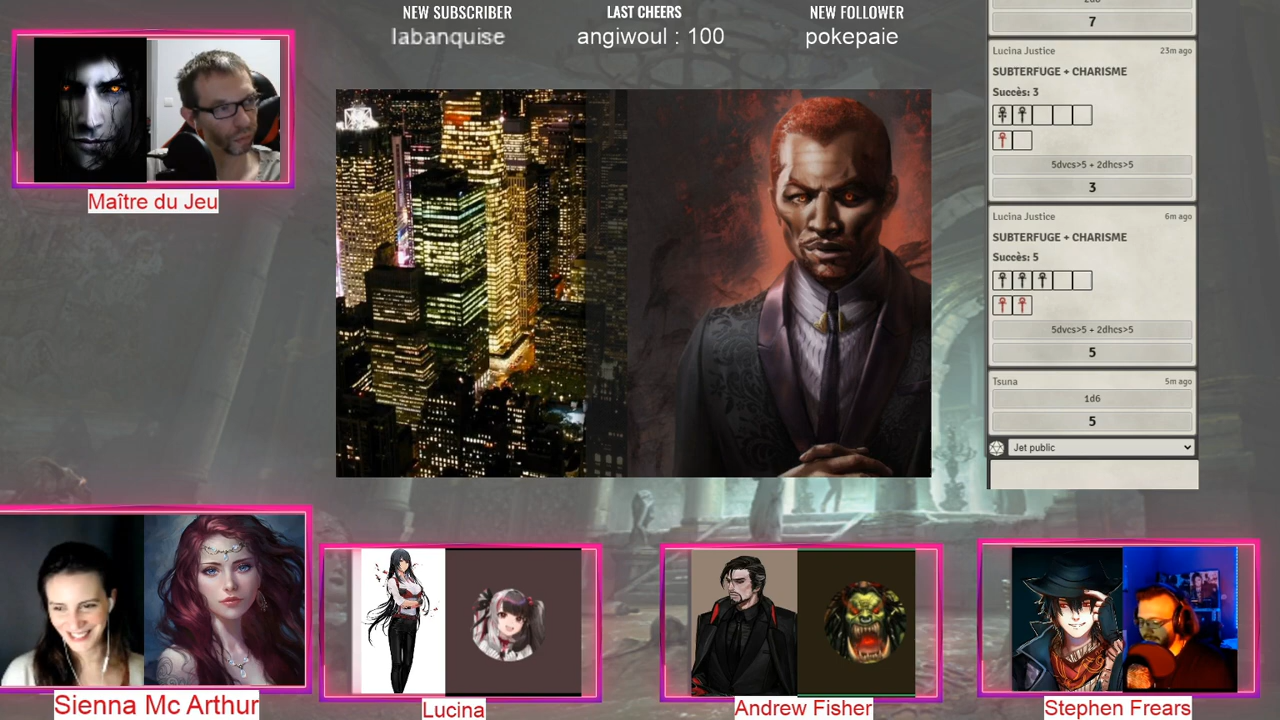 NEW SUBSCRIBER
labanquise
LAST CHEERS
angiwoul : 100
NEW FOLLOWER
pokepaie
Maître du Jeu
7
Lucina Justice 23m ago
SUBTERFUGE + CHARISME
Succès: 3
5dvcs>5 + 2dhcs>5
3
Lucina Justice 6m ago
SUBTERFUGE + CHARISME
Succès: 5
5dvcs>5 + 2dhcs>5
5
Tsuna 5m ago
1d6
5
Jet public
Sienna Mc Arthur
Lucina
Andrew Fisher
Stephen Frears